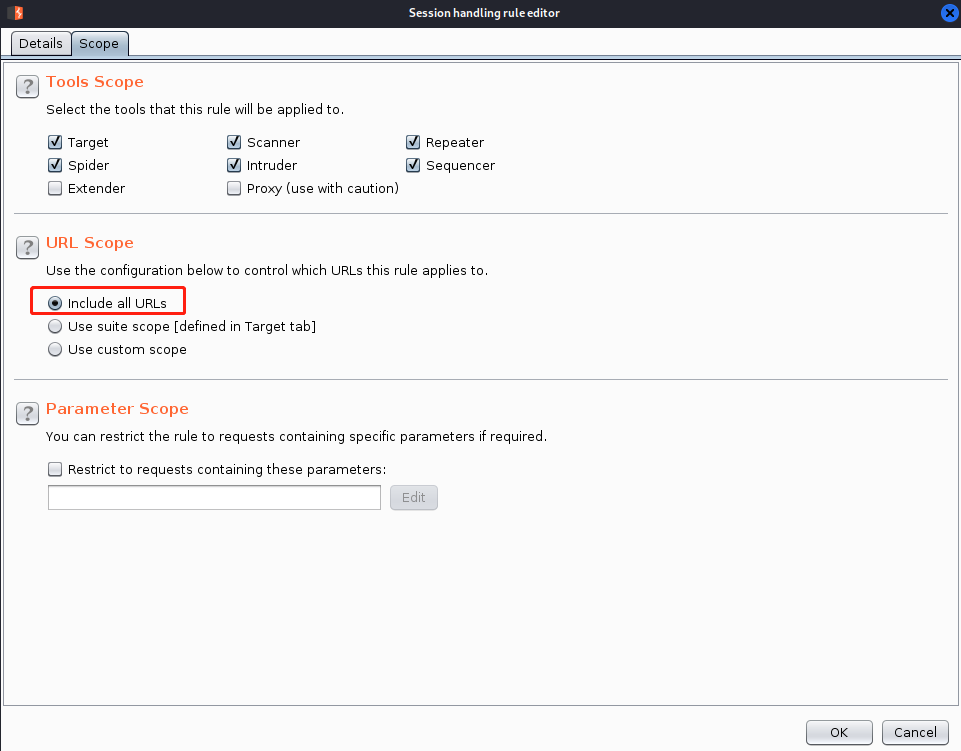 Session handling rule editor
Details Scope
? Tools Scope
Select the tools that this rule will be applied to.
Target Scanner Repeater
Spider Intruder Sequencer
Extender Proxy (use with caution)
? URL Scope
Use the configuration below to control which URLs this rule applies to.
Include all URLs
Use suite scope [defined in Target tab]
Use custom scope
? Parameter Scope
You can restrict the rule to requests containing specific parameters if required.
Restrict to requests containing these parameters:
Edit
OK Cancel